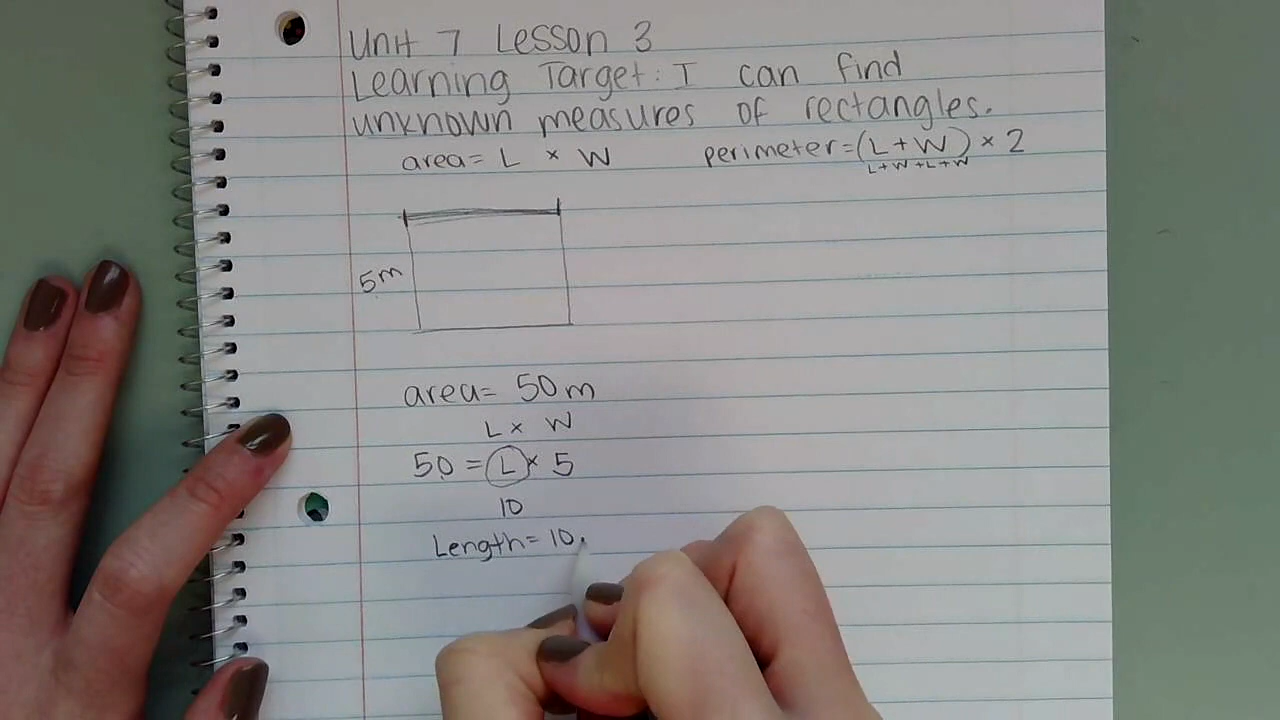 Unit 7 Lesson 3
Learning Target: I can find
unknown measures of rectangles.
area= L × W perimeter=(L+W)×2
L+W+L+W
5m
area= 50m
L× W
50=L×5
10
Length=10